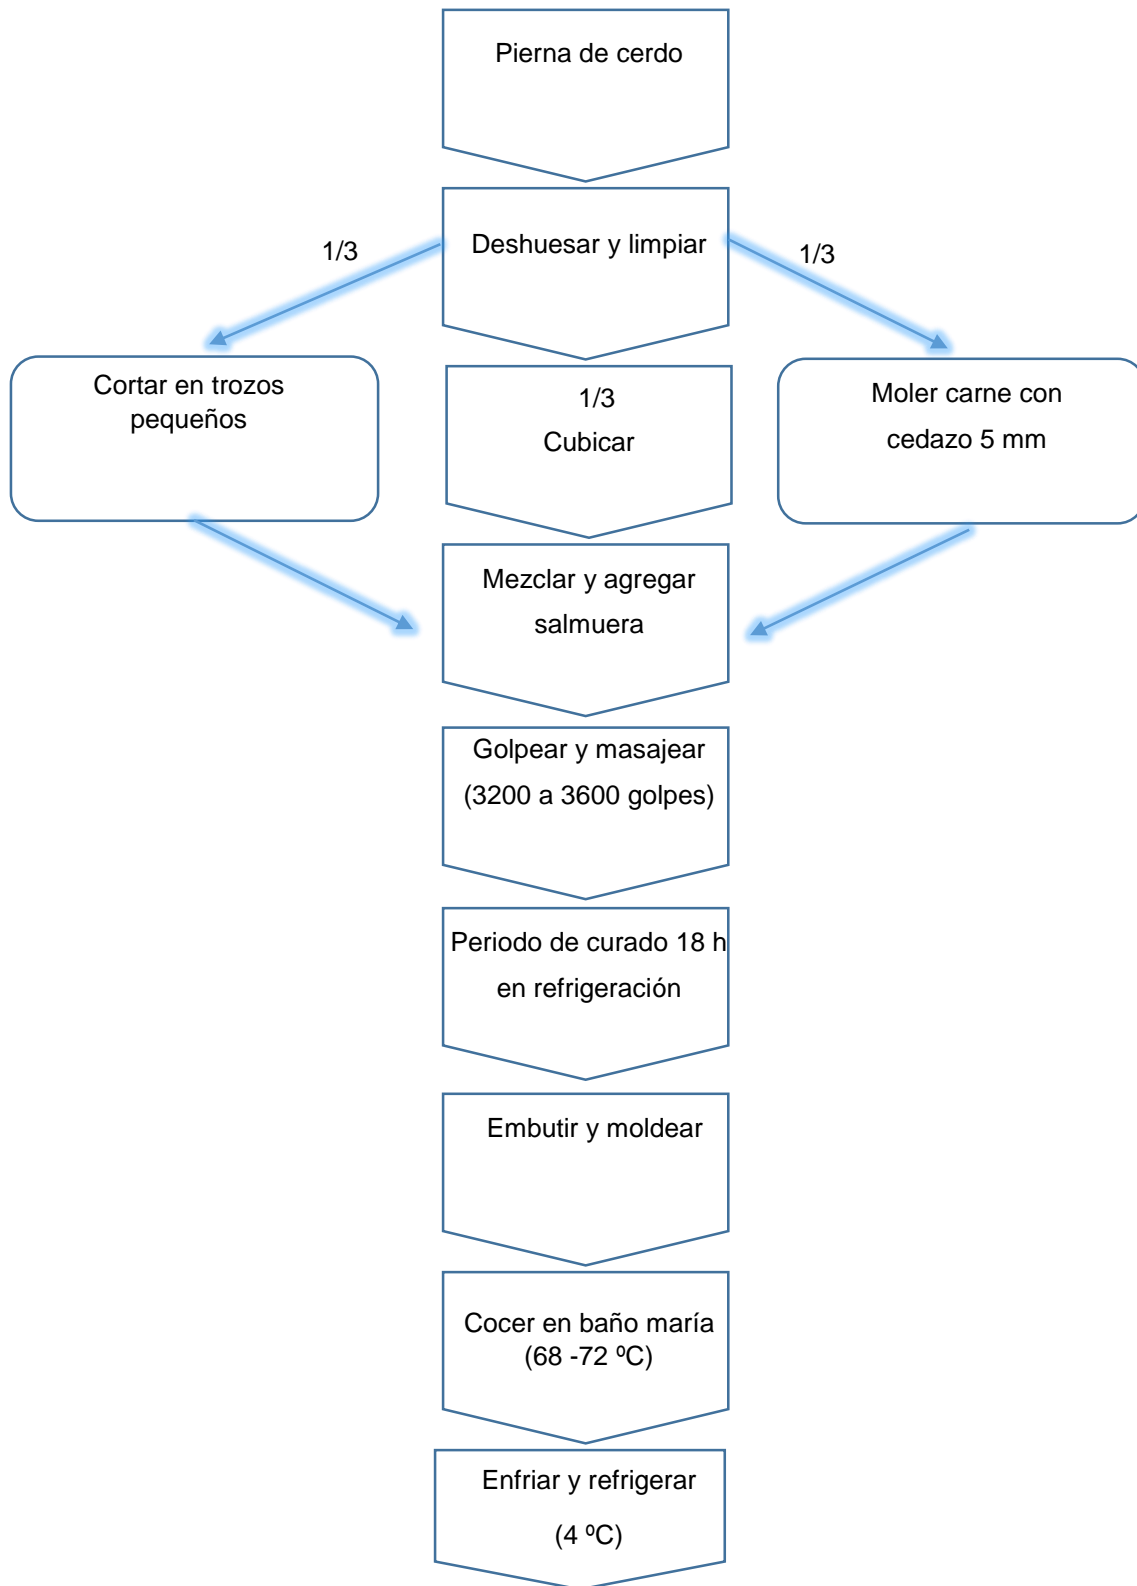 Pierna de cerdo
Deshuesar y limpiar
1/3
1/3
Cortar en trozos
pequeños
1/3
Cubicar
Moler carne con
cedazo 5 mm
Mezclar y agregar
salmuera
Golpear y masajear
(3200 a 3600 golpes)
Periodo de curado 18 h
en refrigeración
Embutir y moldear
Cocer en baño maría
(68 -72 ºC)
Enfriar y refrigerar
(4 ºC)